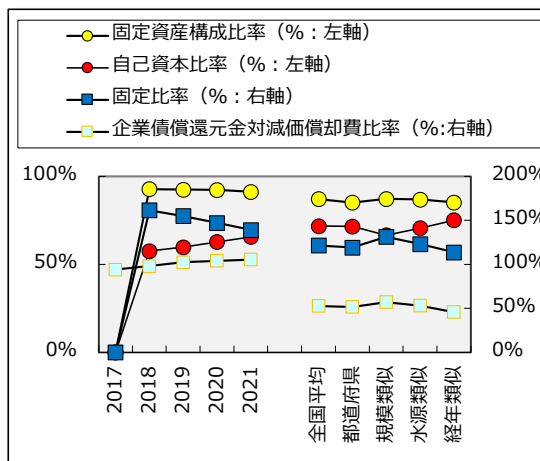 固定資産構成比率（%：左軸）
自己資本比率（%：左軸）
固定比率（%：右軸）
企業債償還元金対減価償却費比率（%:右軸）
100%
200%
150%
50%
100%
50%
0%
0%
2017
2018
2019
2020
2021
全国平均
都道府県
規模類似
水源類似
経年類似